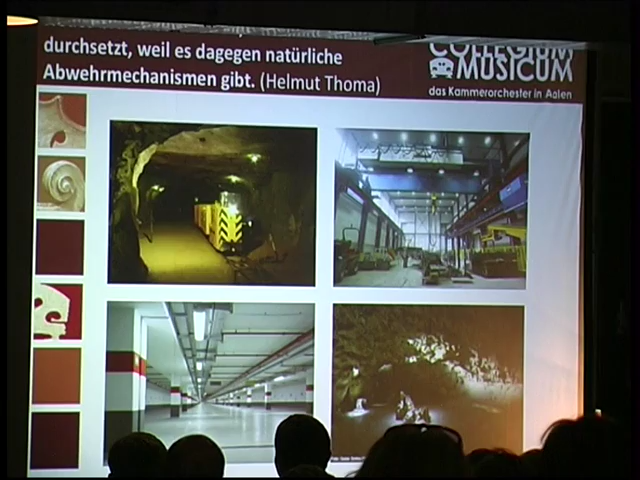 durchsetzt, weil es dagegen natürliche
Abwehrmechanismen gibt. (Helmut Thoma)
COLLEGIUM
MUSICUM
das Kammerorchester in Aalen